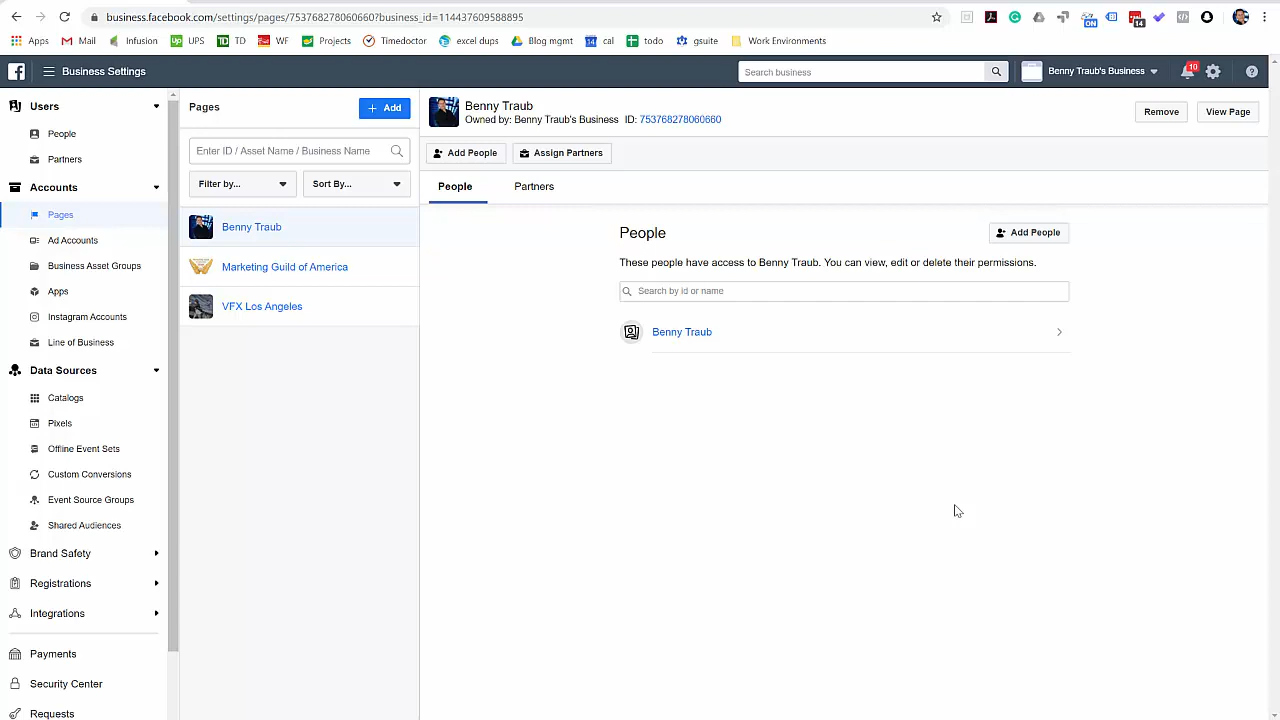 business.facebook.com/settings/pages/753768278060660?business_id=114437609588895
14
ON
Apps Mail Infusion UPS TD WF Projects Timedoctor excel dups Blog mgmt cal todo gsuite Work Environments
Business Settings
Search business
Benny Traub's Business
10
Users
People
Partners
Accounts
Pages
Ad Accounts
Business Asset Groups
Apps
Instagram Accounts
Line of Business
Data Sources
Catalogs
Pixels
Offline Event Sets
Custom Conversions
Event Source Groups
Shared Audiences
Brand Safety
Registrations
Integrations
Payments
Security Center
Requests
Pages
Add
Enter ID / Asset Name / Business Name
Filter by...
Sort By...
Benny Traub
Marketing Guild of America
VFX Los Angeles
Benny Traub
Owned by: Benny Traub's Business ID: 753768278060660
Remove
View Page
Add People
Assign Partners
People
Partners
People
Add People
These people have access to Benny Traub. You can view, edit or delete their permissions.
Search by id or name
Benny Traub